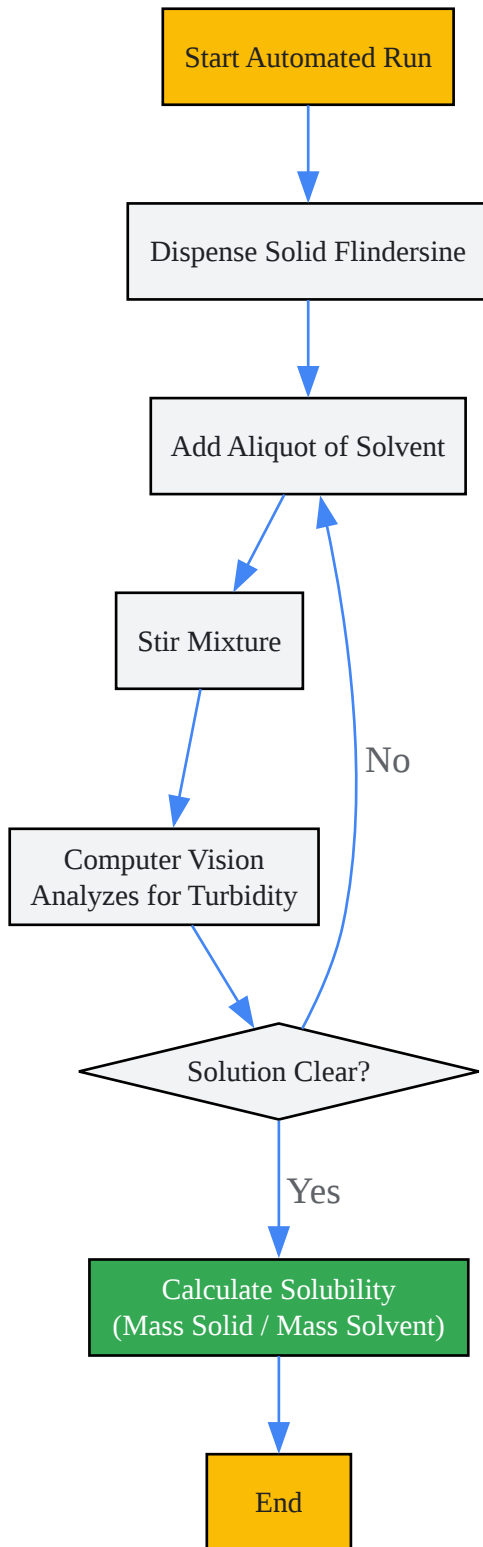 Start Automated Run
Dispense Solid Flindersine
Add Aliquot of Solvent
Stir Mixture
No
Computer Vision
Analyzes for Turbidity
Solution Clear?
Yes
Calculate Solubility
(Mass Solid / Mass Solvent)
End